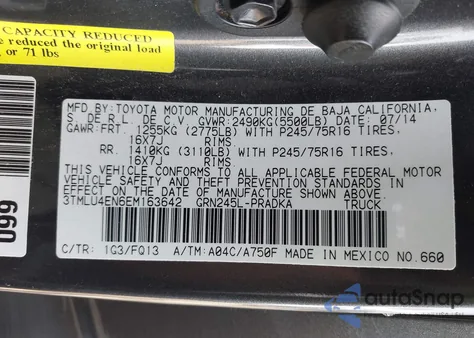 CAPACITY REDUCED
reduced the original load
or 71 lbs
MFD. BY: TOYOTA MOTOR MANUFACTURING DE BAJA CALIFORNIA,
S. DE R.L. DE C.V. GVWR: 2490KG(5500LB) DATE: 07/14
GAWR:FRT. 1255KG (2775LB) WITH P245/75R16 TIRES,
16X7J RIMS.
RR. 1410KG (3110LB) WITH P245/75R16 TIRES,
16X7J RIMS.
THIS VEHICLE CONFORMS TO ALL APPLICABLE FEDERAL MOTOR
VEHICLE SAFETY STANDARDS IN
EFFECT ON THE DATE OF MANUFACTURE SHOWN ABOVE.
3TMLU4EN6EM163642 GRN245L-PRADKA TRUCK
C/TR: 1G3/FQ13 A/TM:A04C/A750F MADE IN MEXICO NO.660
660
autoSnap